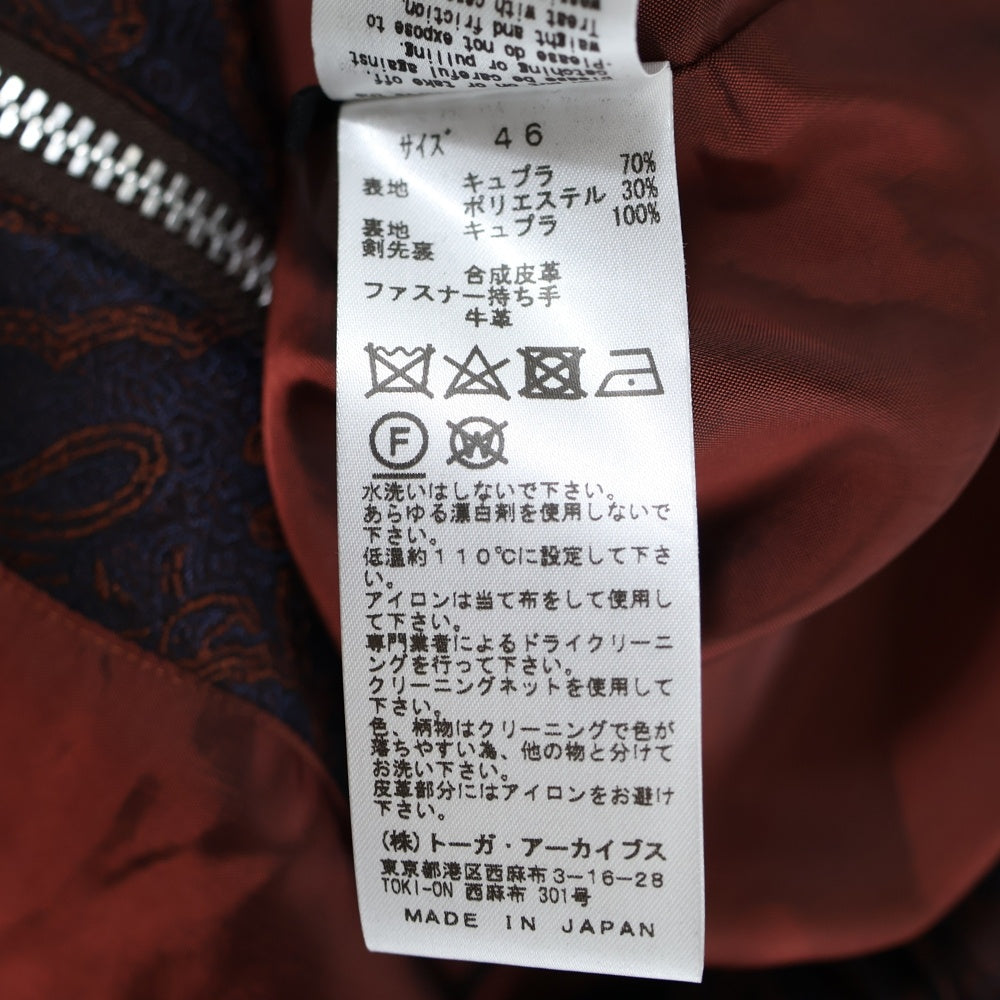 Treat with
waight and friction.
do not expose to
Please
catching or pulling.
be careful against
on or take off.
サイズ 46
表地 キュプラ 70%
ポリエステル 30%
裏地 キュプラ 100%
剣先裏
合成皮革
ファスナー持ち手
牛革
F
W
水洗いはしないで下さい。
あらゆる漂白剤を使用しないで
下さい。
低温約110℃に設定して下さ
い。
アイロンは当て布をして使用し
て下さい。
専門業者によるドライクリーニ
ングを行って下さい。
クリーニングネットを使用して
下さい。
色、柄物はクリーニングで色が
落ちやすい為、他の物と分けて
お洗い下さい。
皮革部分にはアイロンをお避け
下さい。
(株)トーガ・アーカイブス
東京都港区西麻布3-16-28
TOKI-ON 西麻布 301号
MADE IN JAPAN